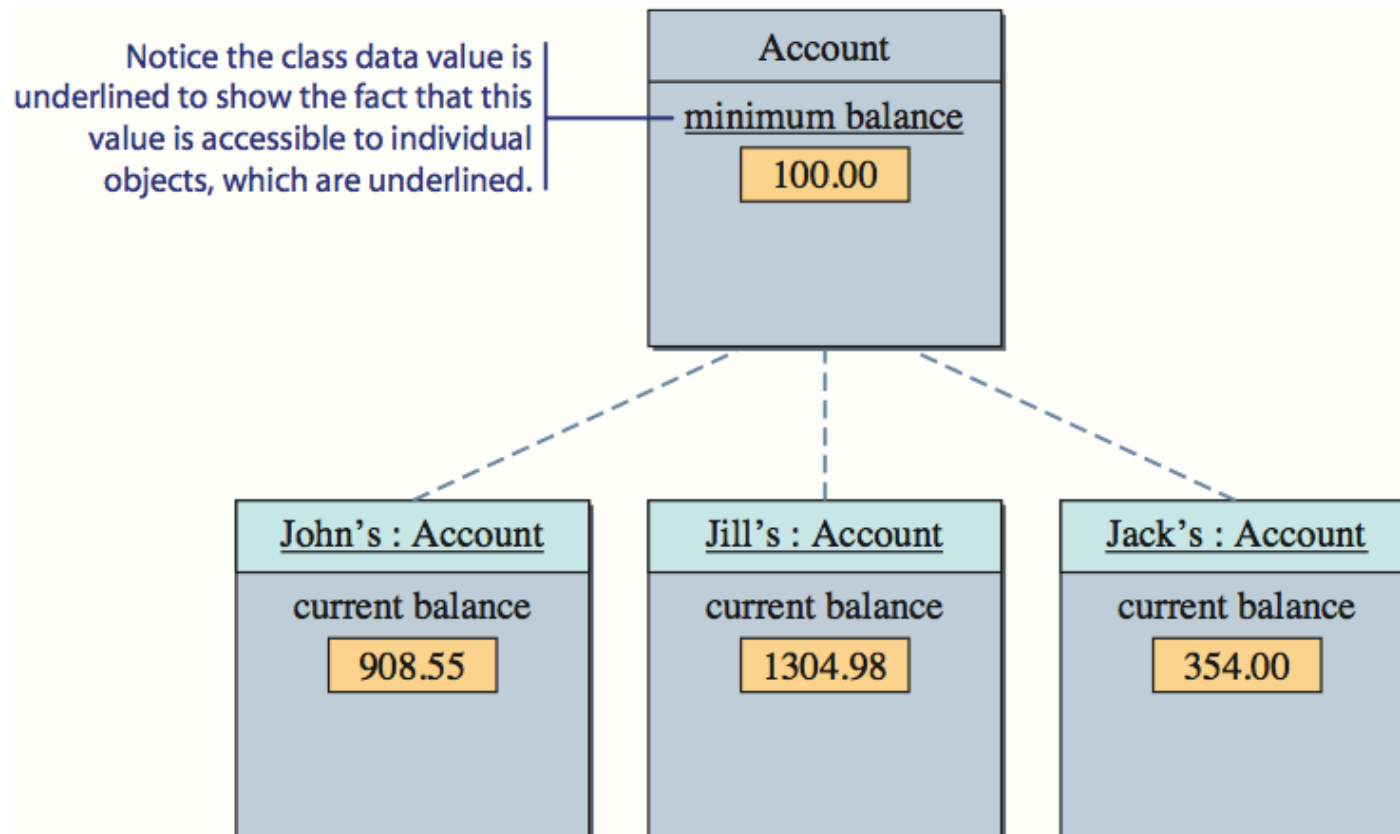 Notice the class data value is
underlined to show the fact that this
value is accessible to individual
objects, which are underlined.
Account
minimum balance
100.00
John’s : Account
current balance
908.55
Jill’s : Account
current balance
1304.98
Jack’s : Account
current balance
354.00